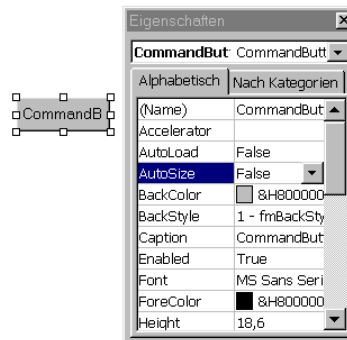 Eigenschaften
CommandBut CommandButt
Alphabetisch Nach Kategorien
CommandB
(Name) CommandBut
Accelerator
AutoLoad False
AutoSize False
BackColor &H800000
BackStyle 1 - fmBackSty
Caption CommandBut
Enabled True
Font MS Sans Seri
ForeColor &H800000
Height 18,6